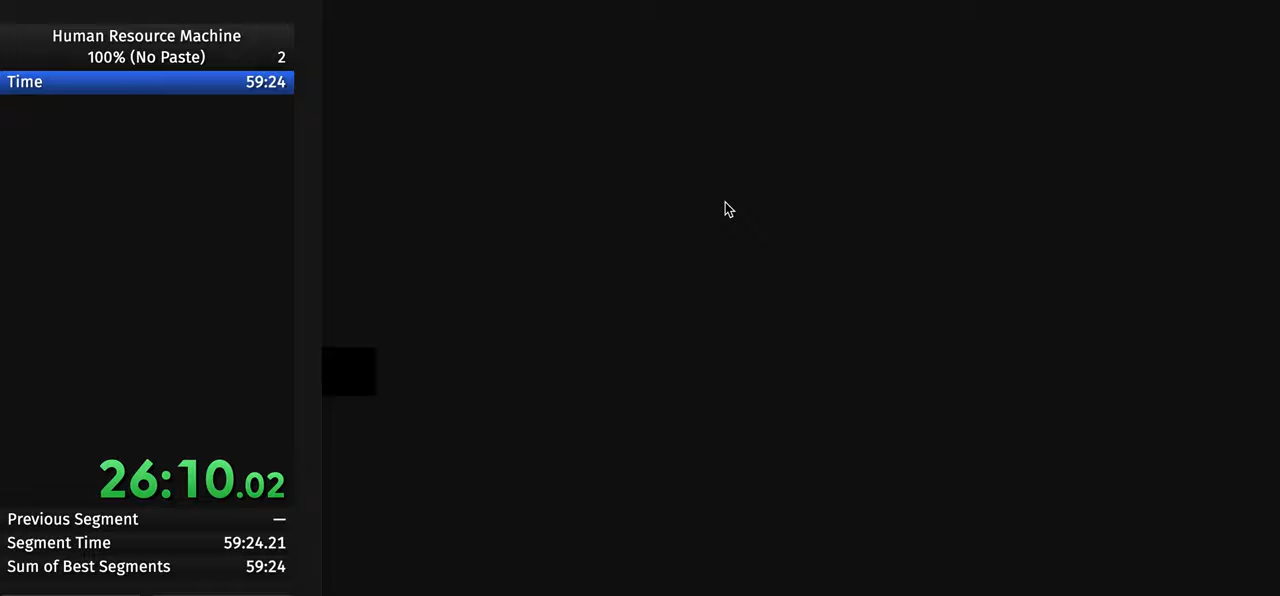 Human Resource Machine
100% (No Paste) 2
Time 59:24
26:10.02
Previous Segment —
Segment Time 59:24.21
Sum of Best Segments 59:24